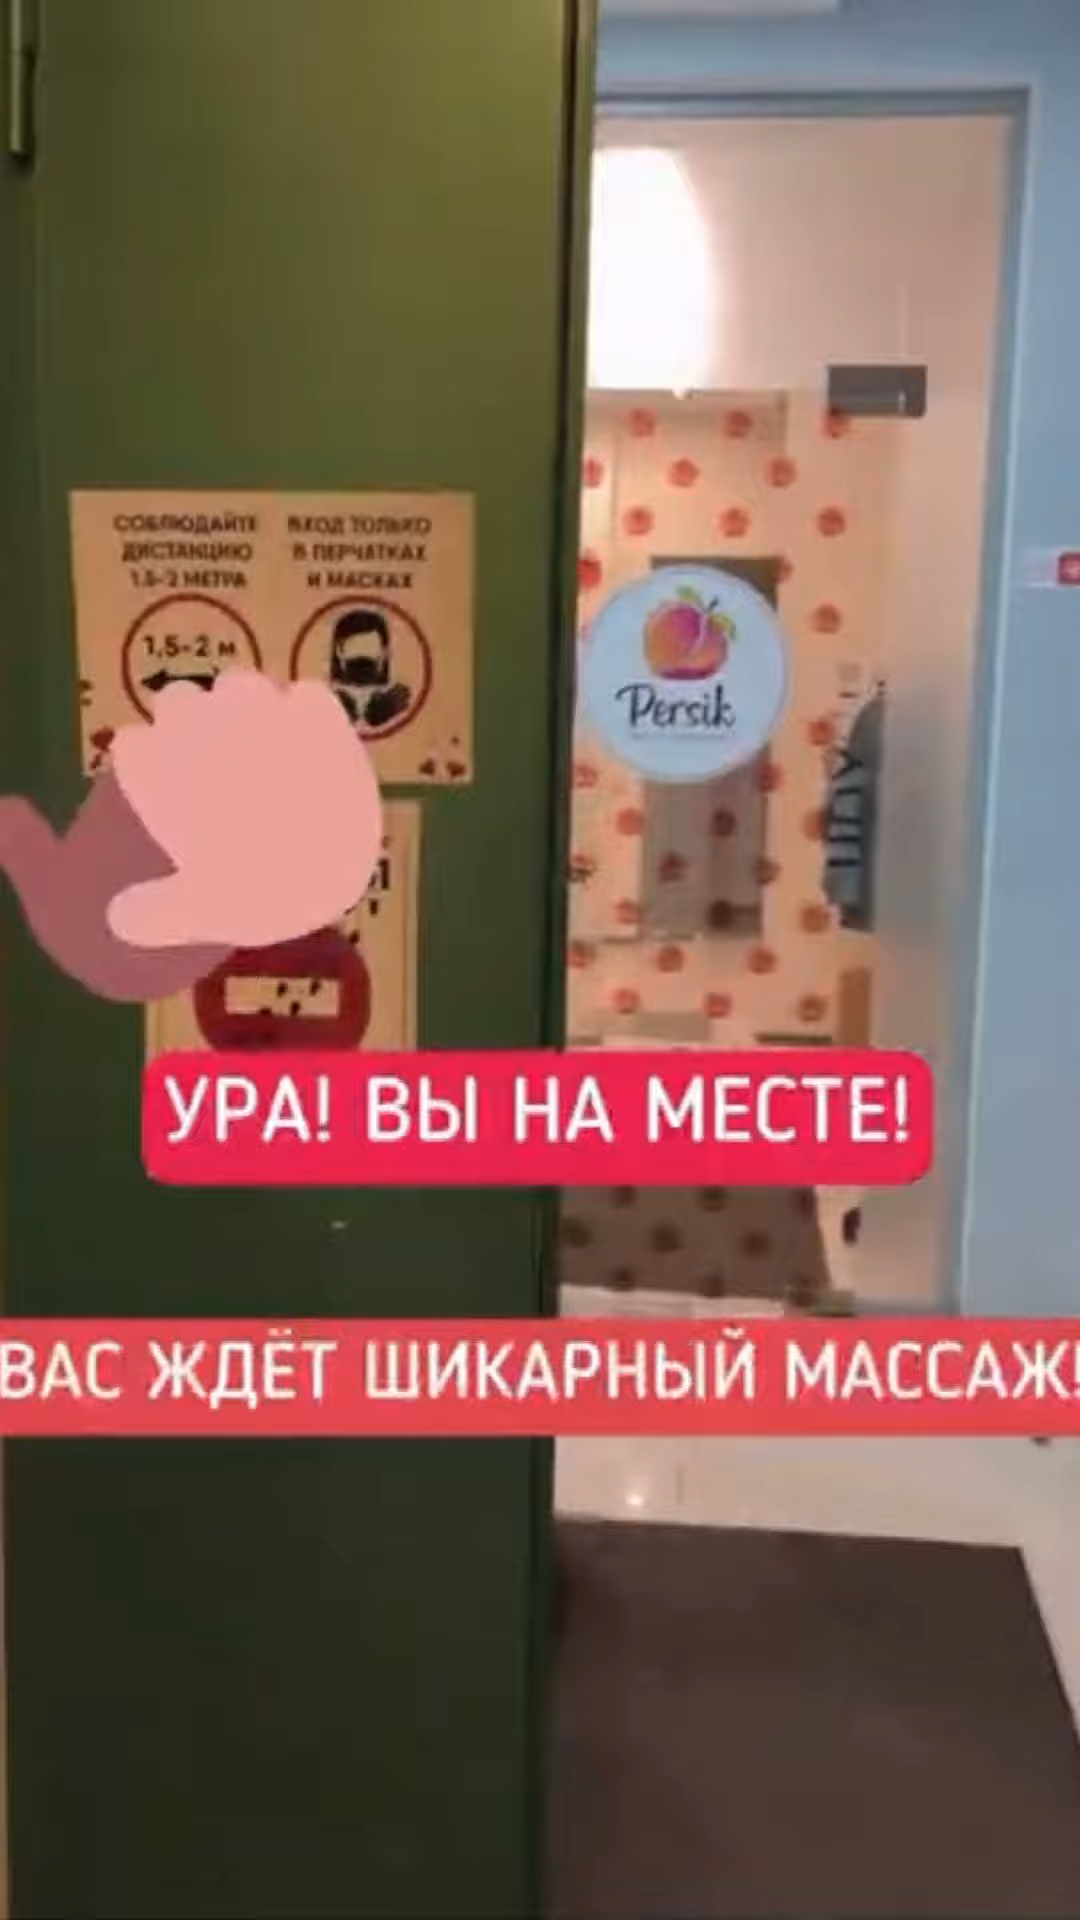 СОБЛЮДАЙТЕ
ДИСТАНЦИЮ
1.5-2 МЕТРА
ВХОД ТОЛЬКО
В ПЕРЧАТКАХ
И МАСКАХ
1,5-2 м
Persik
УРА! ВЫ НА МЕСТЕ!
ВАС ЖДЁТ ШИКАРНЫЙ МАССАЖ!